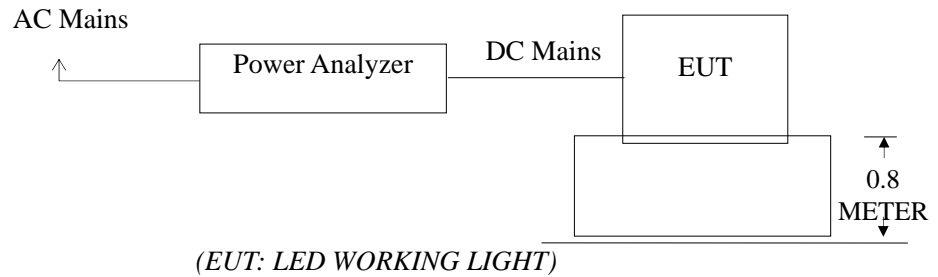 AC Mains
Power Analyzer
DC Mains
EUT
0.8
METER
(EUT: LED WORKING LIGHT)